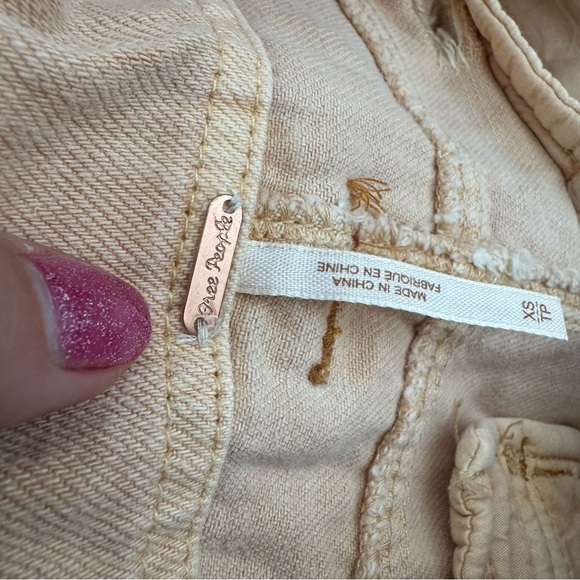 Free People
MADE IN CHINA
FABRIQUE EN CHINE
XS
TP